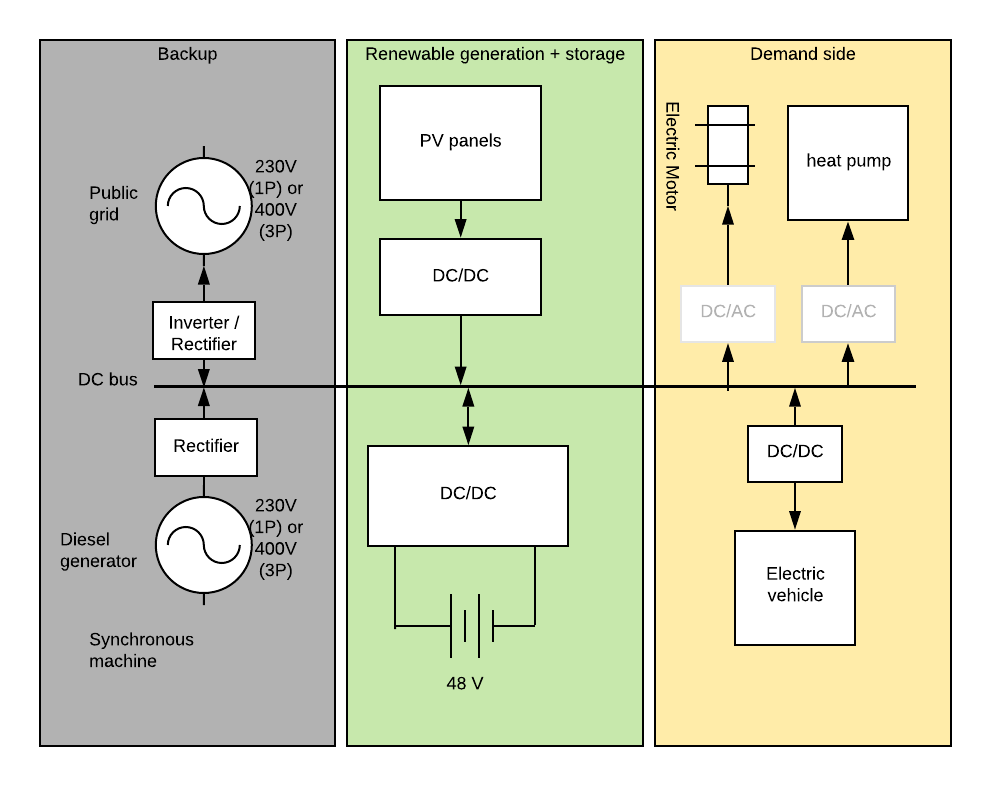 Backup
Public
grid
230V
(1P) or
400V
(3P)
Inverter /
Rectifier
DC bus
Rectifier
Diesel
generator
230V
(1P) or
400V
(3P)
Synchronous
machine
Renewable generation + storage
PV panels
DC/DC
DC/DC
48 V
Demand side
Electric Motor
heat pump
DC/AC
DC/AC
DC/DC
Electric
vehicle